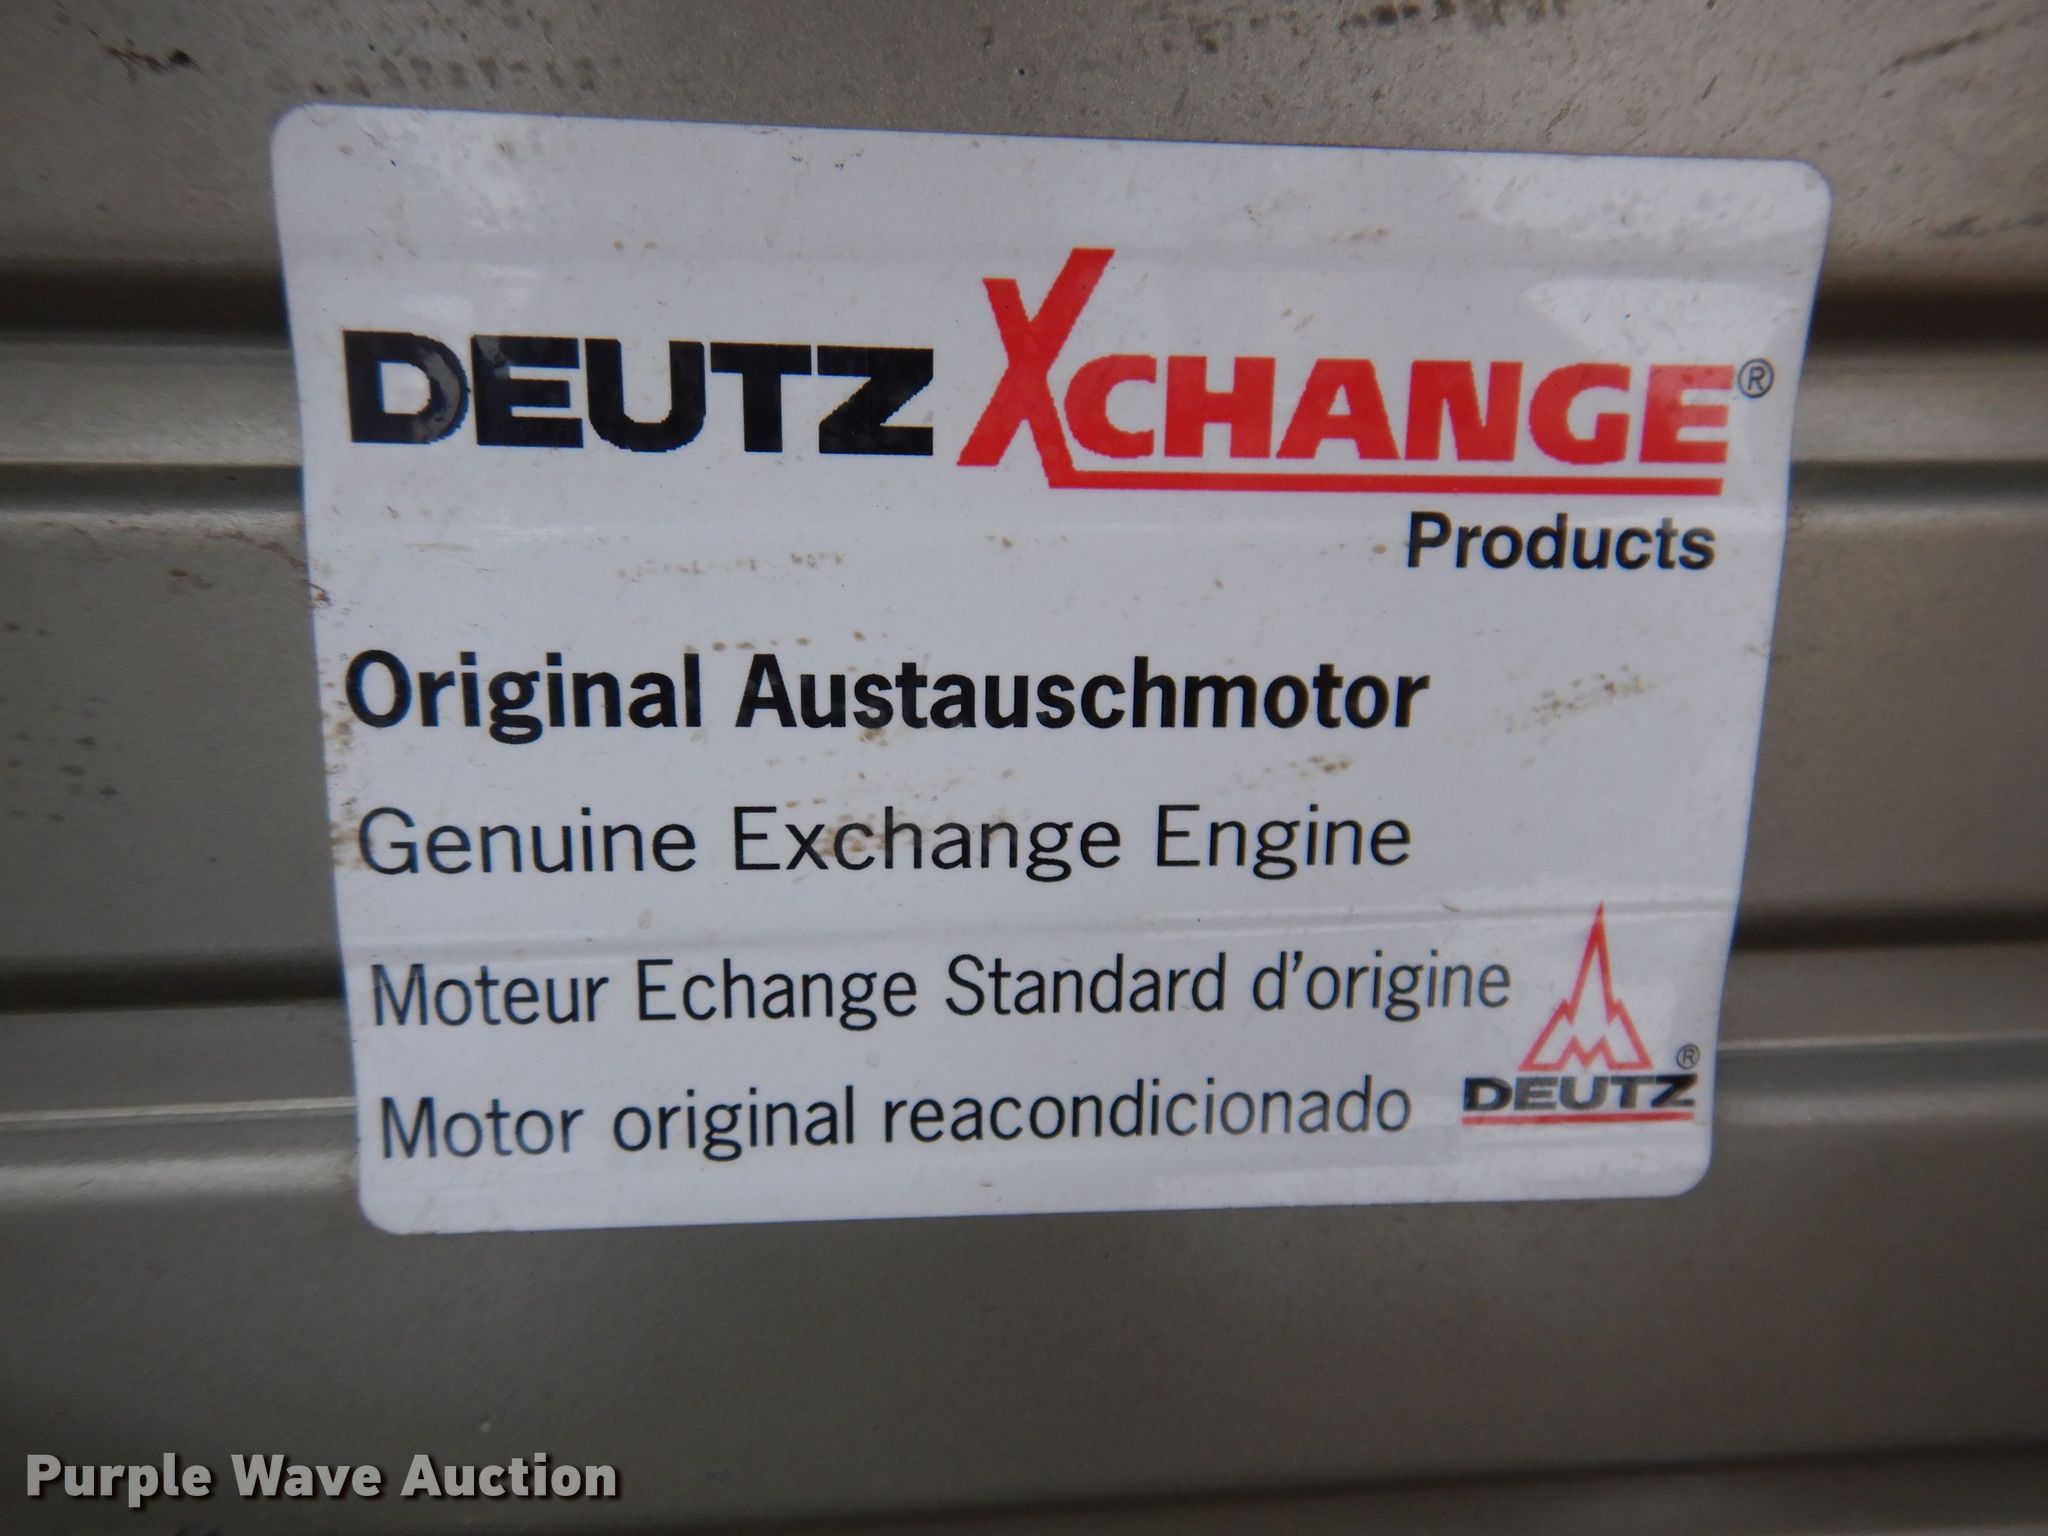 DEUTZ XCHANGE®
Products
Original Austauschmotor
Genuine Exchange Engine
Moteur Echange Standard d'origine
Motor original reacondicionado
®
DEUTZ
Purple Wave Auction